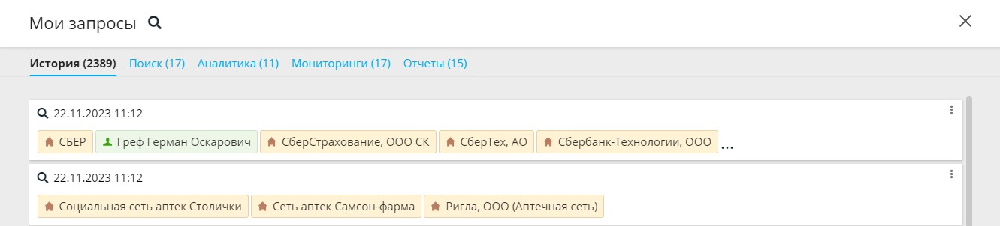 Мои запросы
История (2389) Поиск (17) Аналитика (11) Мониторинги (17) Отчеты (15)
22.11.2023 11:12
СБЕР Греф Герман Оскарович СберСтрахование, ООО СК СберТех, АО Сбербанк-Технологии, ООО ...
22.11.2023 11:12
Социальная сеть аптек Столички Сеть аптек Самсон-фарма Ригла, ООО (Аптечная сеть)